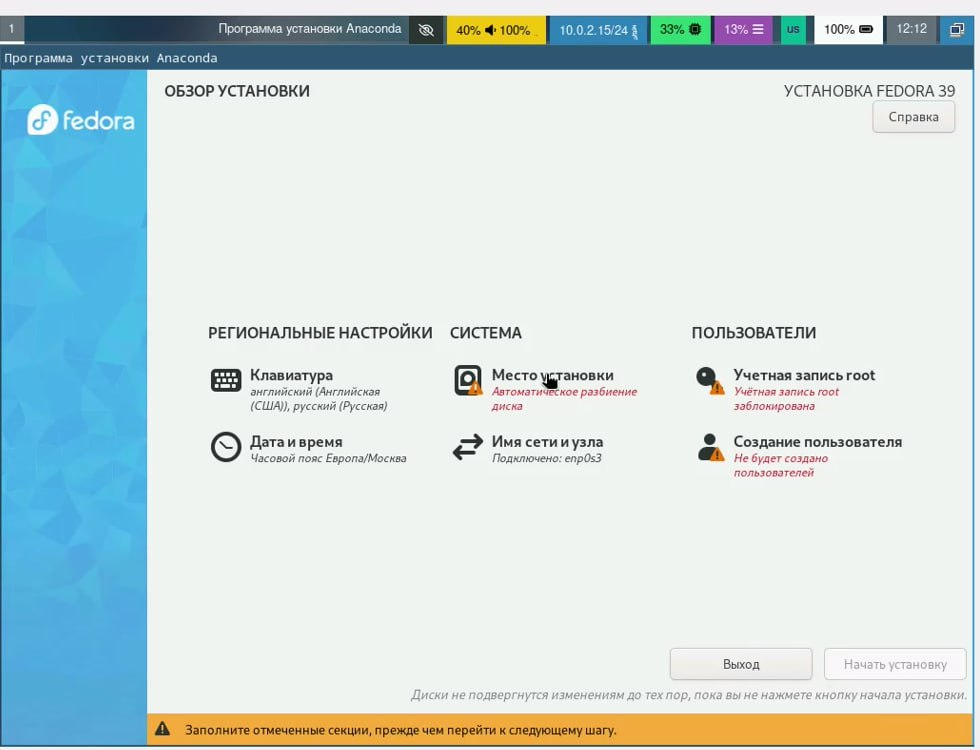 1 Программа установки Anaconda 40% 100% 10.0.2.15/24 33% 13% us 100% 12:12
Программа установки Anaconda
fedora
ОБЗОР УСТАНОВКИ
УСТАНОВКА FEDORA 39
Справка
РЕГИОНАЛЬНЫЕ НАСТРОЙКИ
Клавиатура
английский (Английская
(США)), русский (Русская)
Дата и время
Часовой пояс Европа/Москва
СИСТЕМА
Место установки
Автоматическое разбиение
диска
Имя сети и узла
Подключено: enp0s3
ПОЛЬЗОВАТЕЛИ
Учетная запись root
Учётная запись root
заблокирована
Создание пользователя
Не будет создано
пользователей
Выход
Начать установку
Диски не подвергнутся изменениям до тех пор, пока вы не нажмете кнопку начала установки.
Заполните отмеченные секции, прежде чем перейти к следующему шагу.